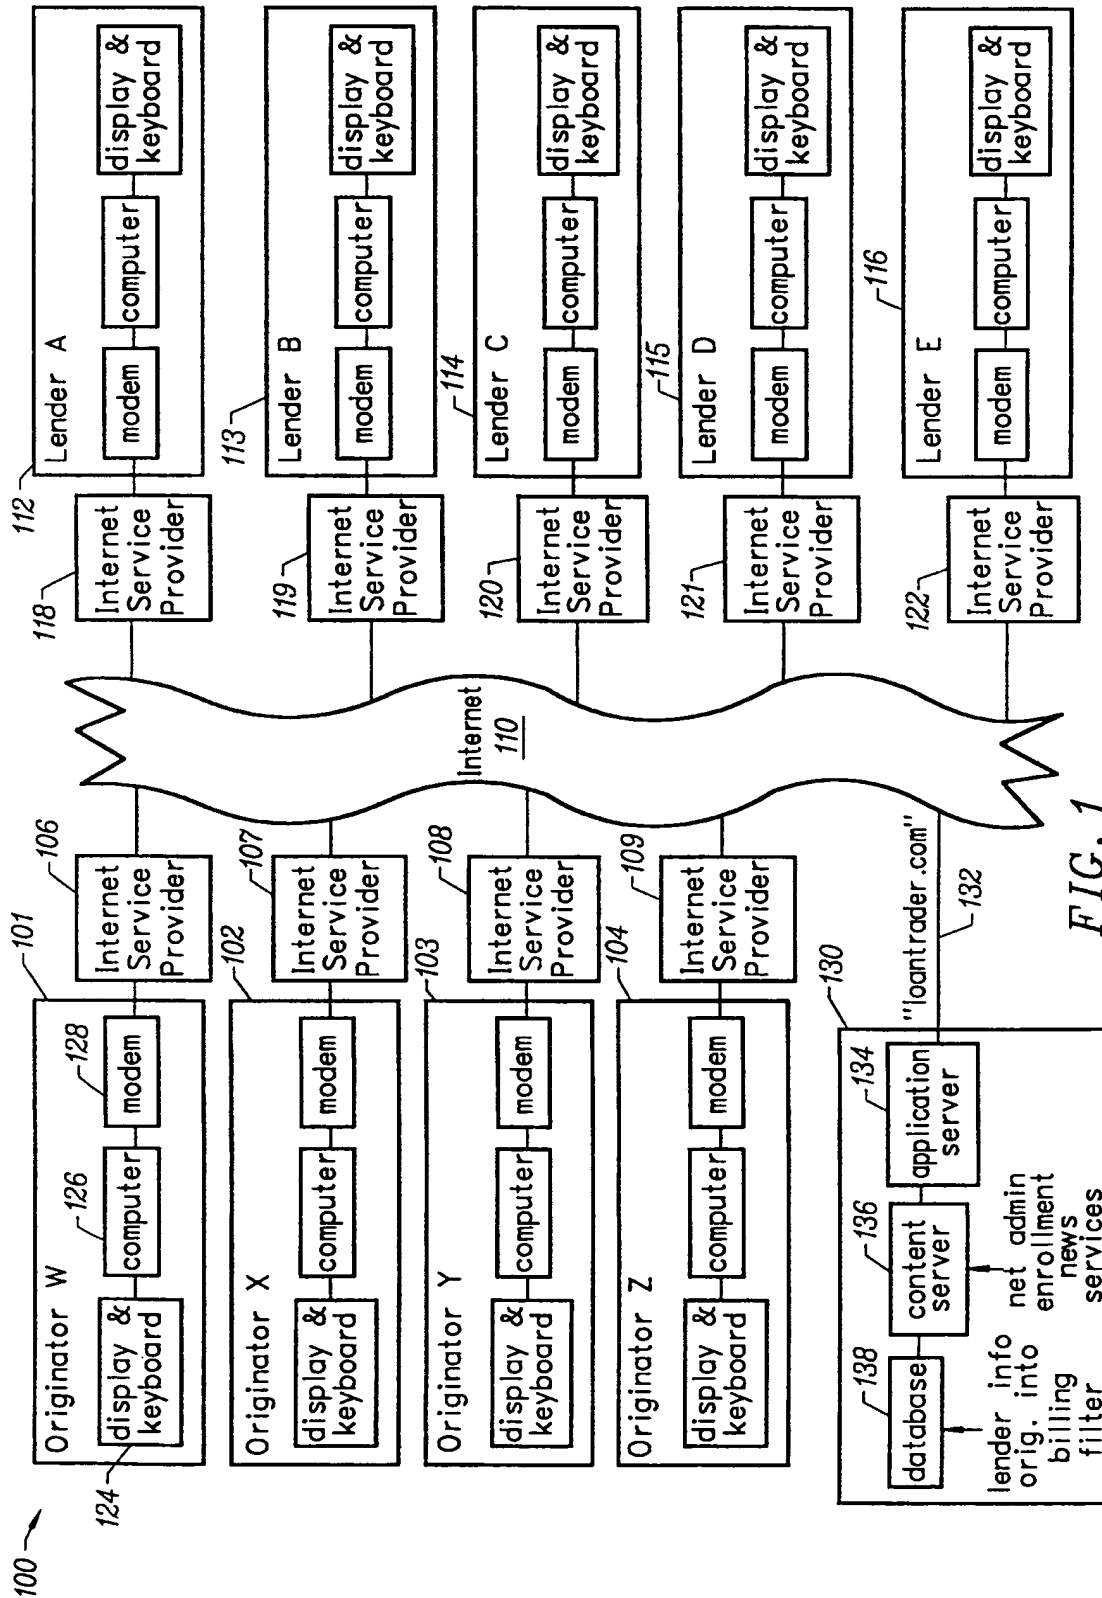 100
101
Originator W
124
display &
keyboard
126
computer
128
modem
106
Internet
Service
Provider
102
Originator X
display &
keyboard
computer
modem
107
Internet
Service
Provider
103
Originator Y
display &
keyboard
computer
modem
108
Internet
Service
Provider
104
Originator Z
display &
keyboard
computer
modem
109
Internet
Service
Provider
130
138
database
136
content
server
134
application
server
lender info
orig. into
billing
filter
net admin
enrollment
news
services
"loantrader.com"
132
Internet
110
118
Internet
Service
Provider
112
Lender A
modem
computer
display &
keyboard
119
Internet
Service
Provider
113
Lender B
modem
computer
display &
keyboard
120
Internet
Service
Provider
114
Lender C
modem
computer
display &
keyboard
121
Internet
Service
Provider
115
Lender D
modem
computer
display &
keyboard
122
Internet
Service
Provider
116
Lender E
modem
computer
display &
keyboard
FIG. 1